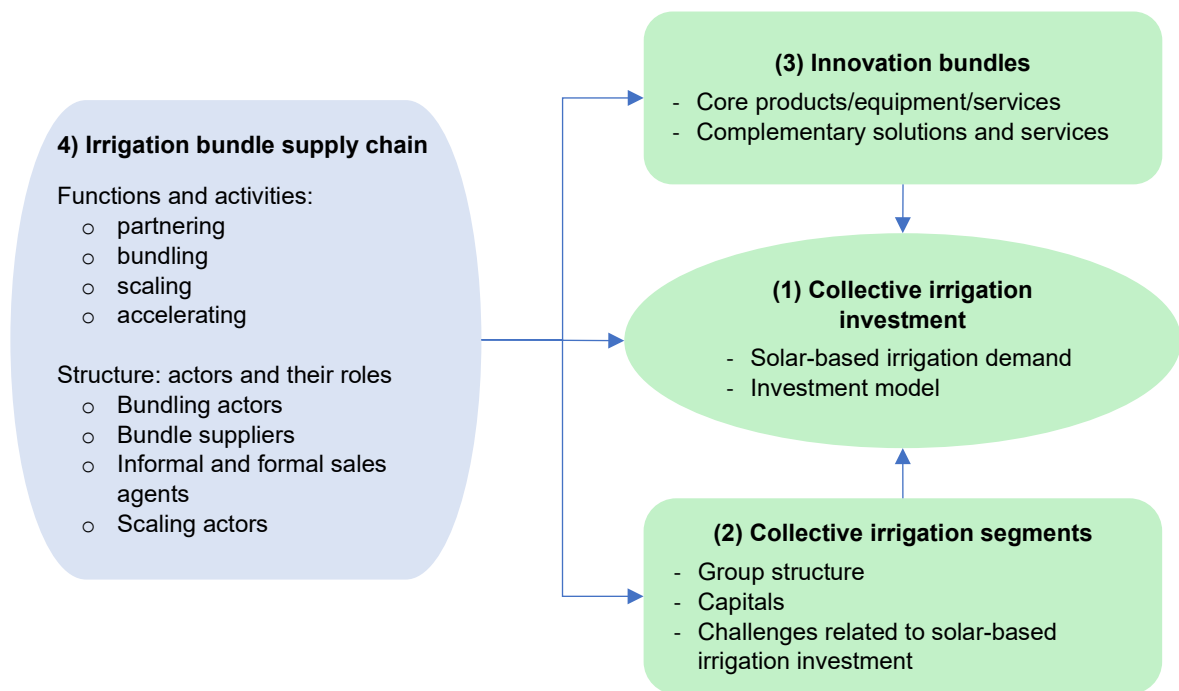 4) Irrigation bundle supply chain
Functions and activities:
o partnering
o bundling
o scaling
o accelerating
Structure: actors and their roles
o Bundling actors
o Bundle suppliers
o Informal and formal sales
agents
o Scaling actors
(3) Innovation bundles
- Core products/equipment/services
- Complementary solutions and services
(1) Collective irrigation
investment
- Solar-based irrigation demand
- Investment model
(2) Collective irrigation segments
- Group structure
- Capitals
- Challenges related to solar-based
irrigation investment